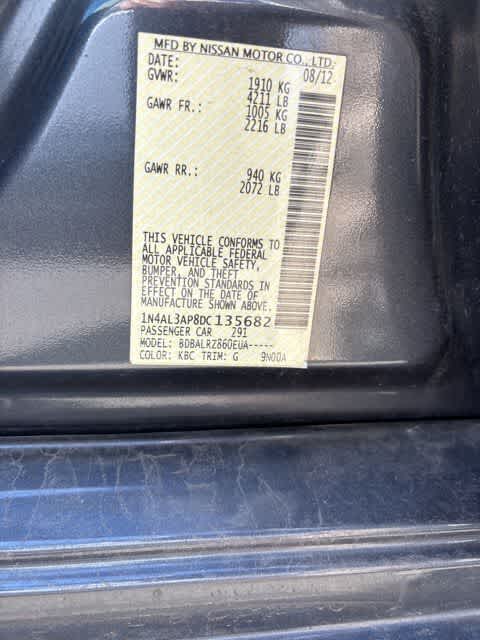 MFD BY NISSAN MOTOR CO., LTD.
DATE: 08/12
GVWR: 1910 KG
4211 LB
GAWR FR.: 1005 KG
2216 LB
GAWR RR.: 940 KG
2072 LB
THIS VEHICLE CONFORMS TO
ALL APPLICABLE FEDERAL
MOTOR VEHICLE SAFETY,
BUMPER, AND THEFT
PREVENTION STANDARDS IN
EFFECT ON THE DATE OF
MANUFACTURE SHOWN ABOVE.
1N4AL3AP8DC135682
PASSENGER CAR 291
MODEL: BDBALRZ860EUA-----
COLOR: KBC TRIM: G 9N00A